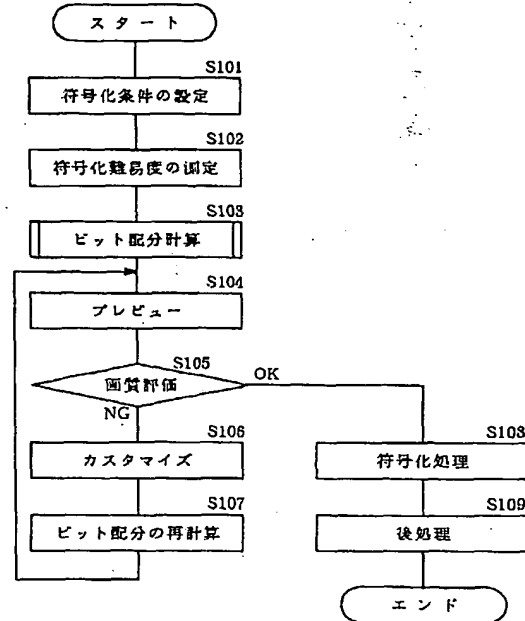 スタート
S101
符号化条件の設定
S102
符号化難易度の測定
S103
ビット配分計算
S104
プレビュー
S105
画質評価
OK
NG
S106
カスタマイズ
S107
ビット配分の再計算
S108
符号化処理
S109
後処理
エンド